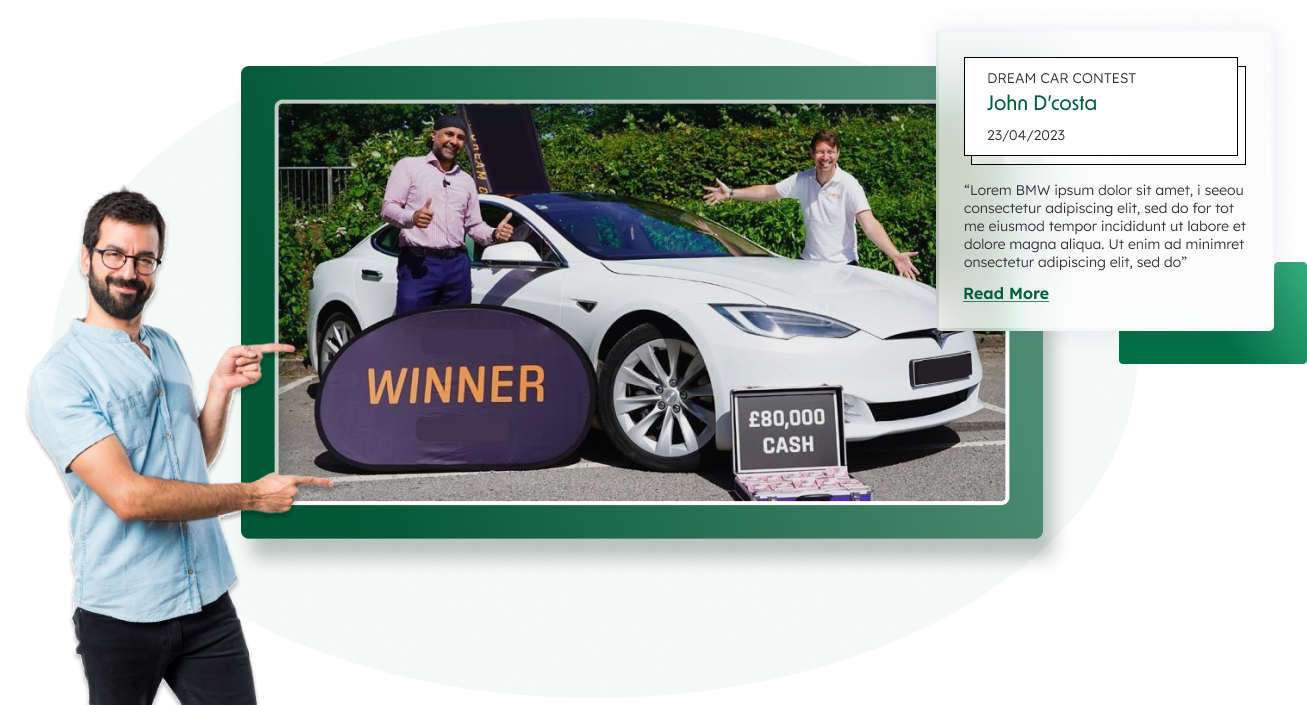 DREAM CAR CONTEST
John D'costa
23/04/2023
“Lorem BMW ipsum dolor sit amet, i seeou
consectetur adipiscing elit, sed do for tot
me eiusmod tempor incididunt ut labore et
dolore magna aliqua. Ut enim ad minimret
onsectetur adipiscing elit, sed do”
Read More
WINNER
£80,000
CASH